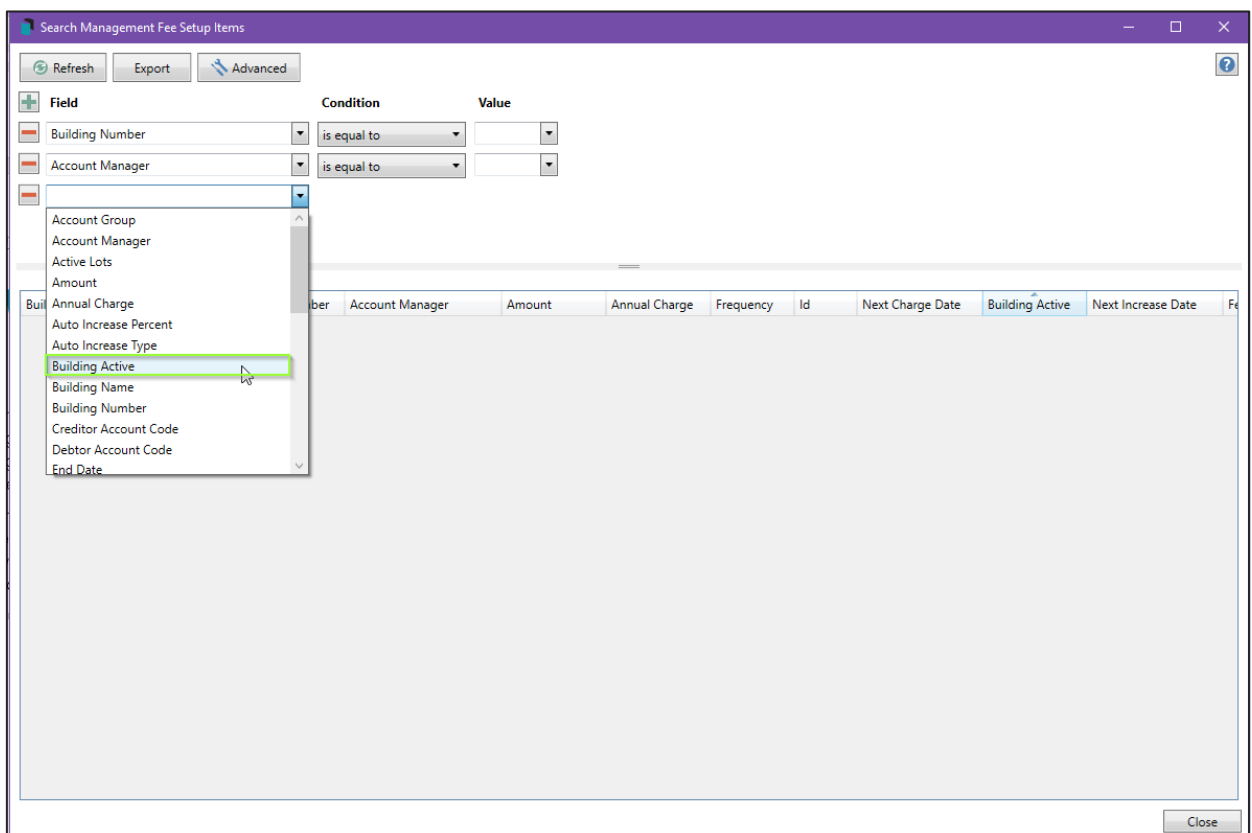 Search Management Fee Setup Items
Refresh Export Advanced
Field Condition Value
Building Number is equal to
Account Manager is equal to
Account Group
Account Manager
Active Lots
Amount
Annual Charge
Auto Increase Percent
Auto Increase Type
Building Active
Building Name
Building Number
Creditor Account Code
Debtor Account Code
End Date
Account Manager Amount Annual Charge Frequency Id Next Charge Date Building Active Next Increase Date
Close